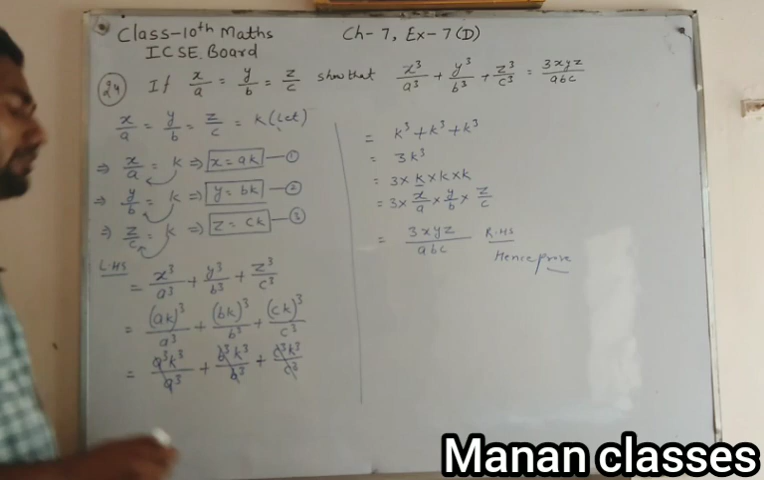 Class-10th Maths
ICSE Board
Ch-7, Ex-7(D)
24 If x/a = y/b = z/c show that x³/a³ + y³/b³ + z³/c³ = 3xyz/abc
x/a = y/b = z/c = k (let)
⇒ x/a = k ⇒ x = ak —①
⇒ y/b = k ⇒ y = bk —②
⇒ z/c = k ⇒ z = ck —③
L.HS
= x³/a³ + y³/b³ + z³/c³
= (ak)³/a³ + (bk)³/b³ + (ck)³/c³
= a³k³/a³ + b³k³/b³ + c³k³/c³
= k³ + k³ + k³
= 3k³
= 3 × k × k × k
= 3 × x/a × y/b × z/c
= 3xyz/abc R.HS
Hence prove
Manan classes